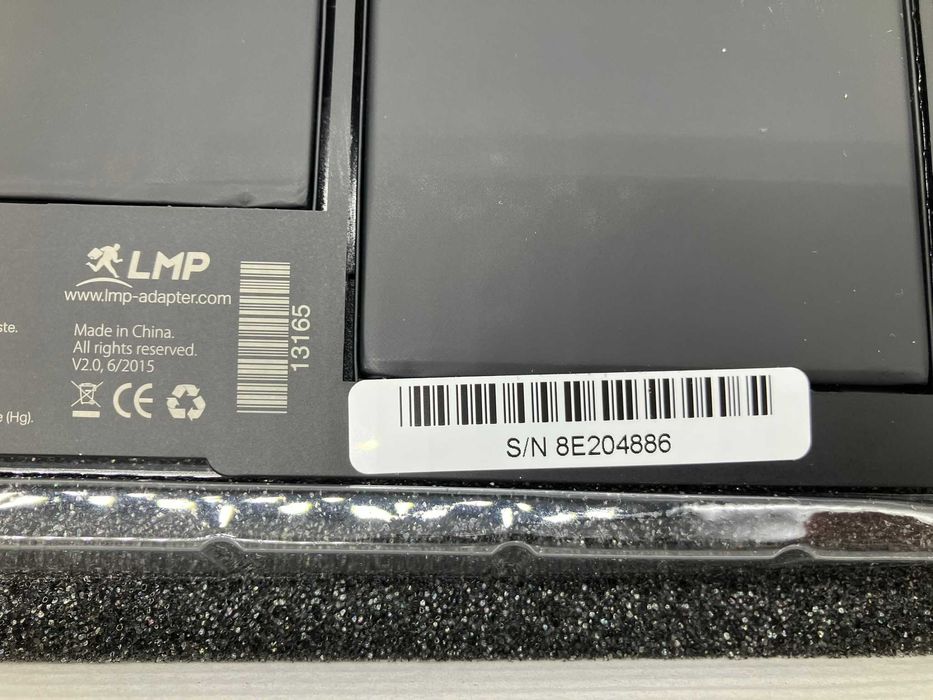 LMP
www.lmp-adapter.com
ste.
Made in China.
All rights reserved.
V2.0, 6/2015
CE
e (Hg).
13165
S/N 8E204886